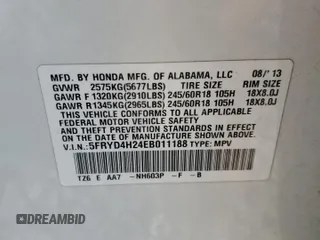 MFD. BY HONDA MFG. OF ALABAMA, LLC 08/'13
GVWR 2575KG(5677LBS) TIRE SIZE RIM SIZE
GAWR F 1320KG(2910LBS) 245/60R18 105H 18X8.0J
GAWR R 1345KG(2965LBS) 245/60R18 105H 18X8.0J
THIS VEHICLE CONFORMS TO ALL APPLICABLE
FEDERAL MOTOR VEHICLE SAFETY AND
THEFT PREVENTION STANDARDS IN EFFECT ON THE
DATE OF MANUFACTURE SHOWN ABOVE.
V.I.N.: 5FRYD4H24EB011188 TYPE: MPV
TZ6 E AA7 -NH603P -F -B
DREAMBID